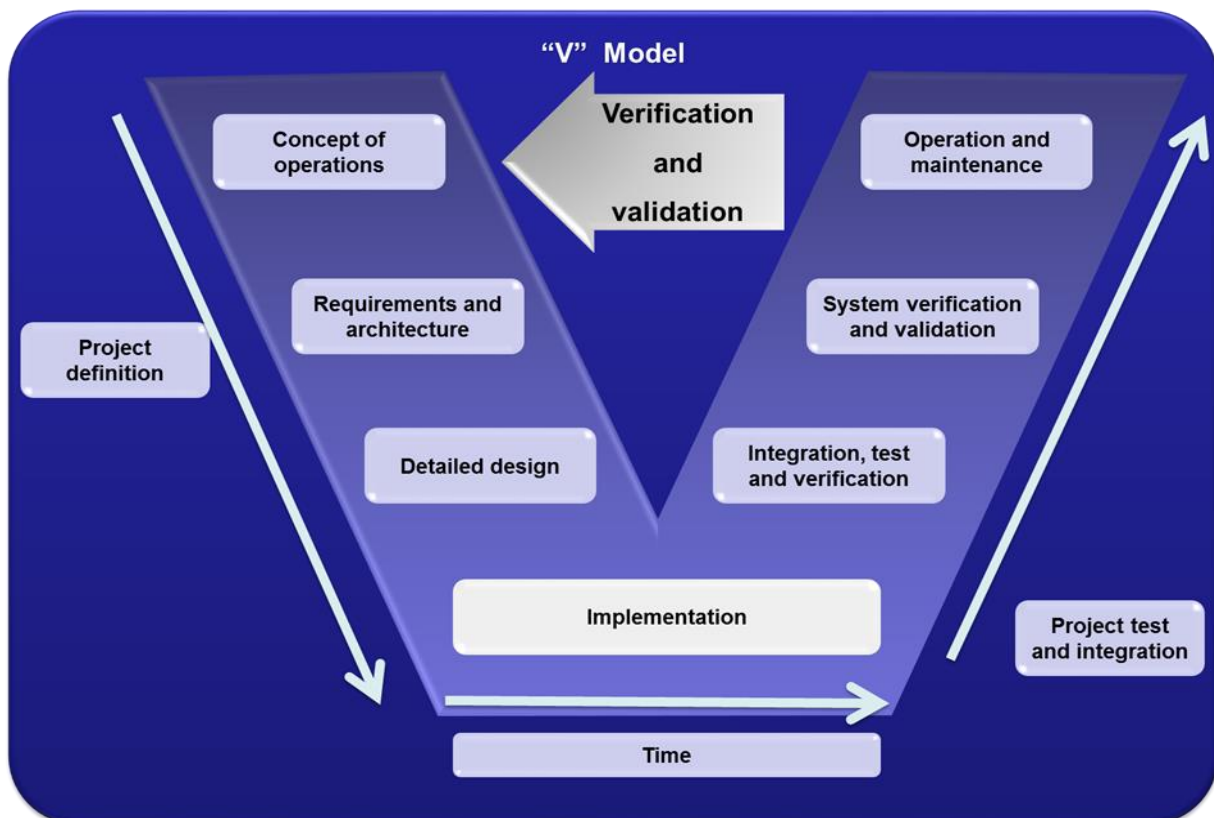 “V” Model
Verification
and
validation
Concept of
operations
Operation and
maintenance
Requirements and
architecture
System verification
and validation
Project
definition
Detailed design
Integration, test
and verification
Implementation
Project test
and integration
Time